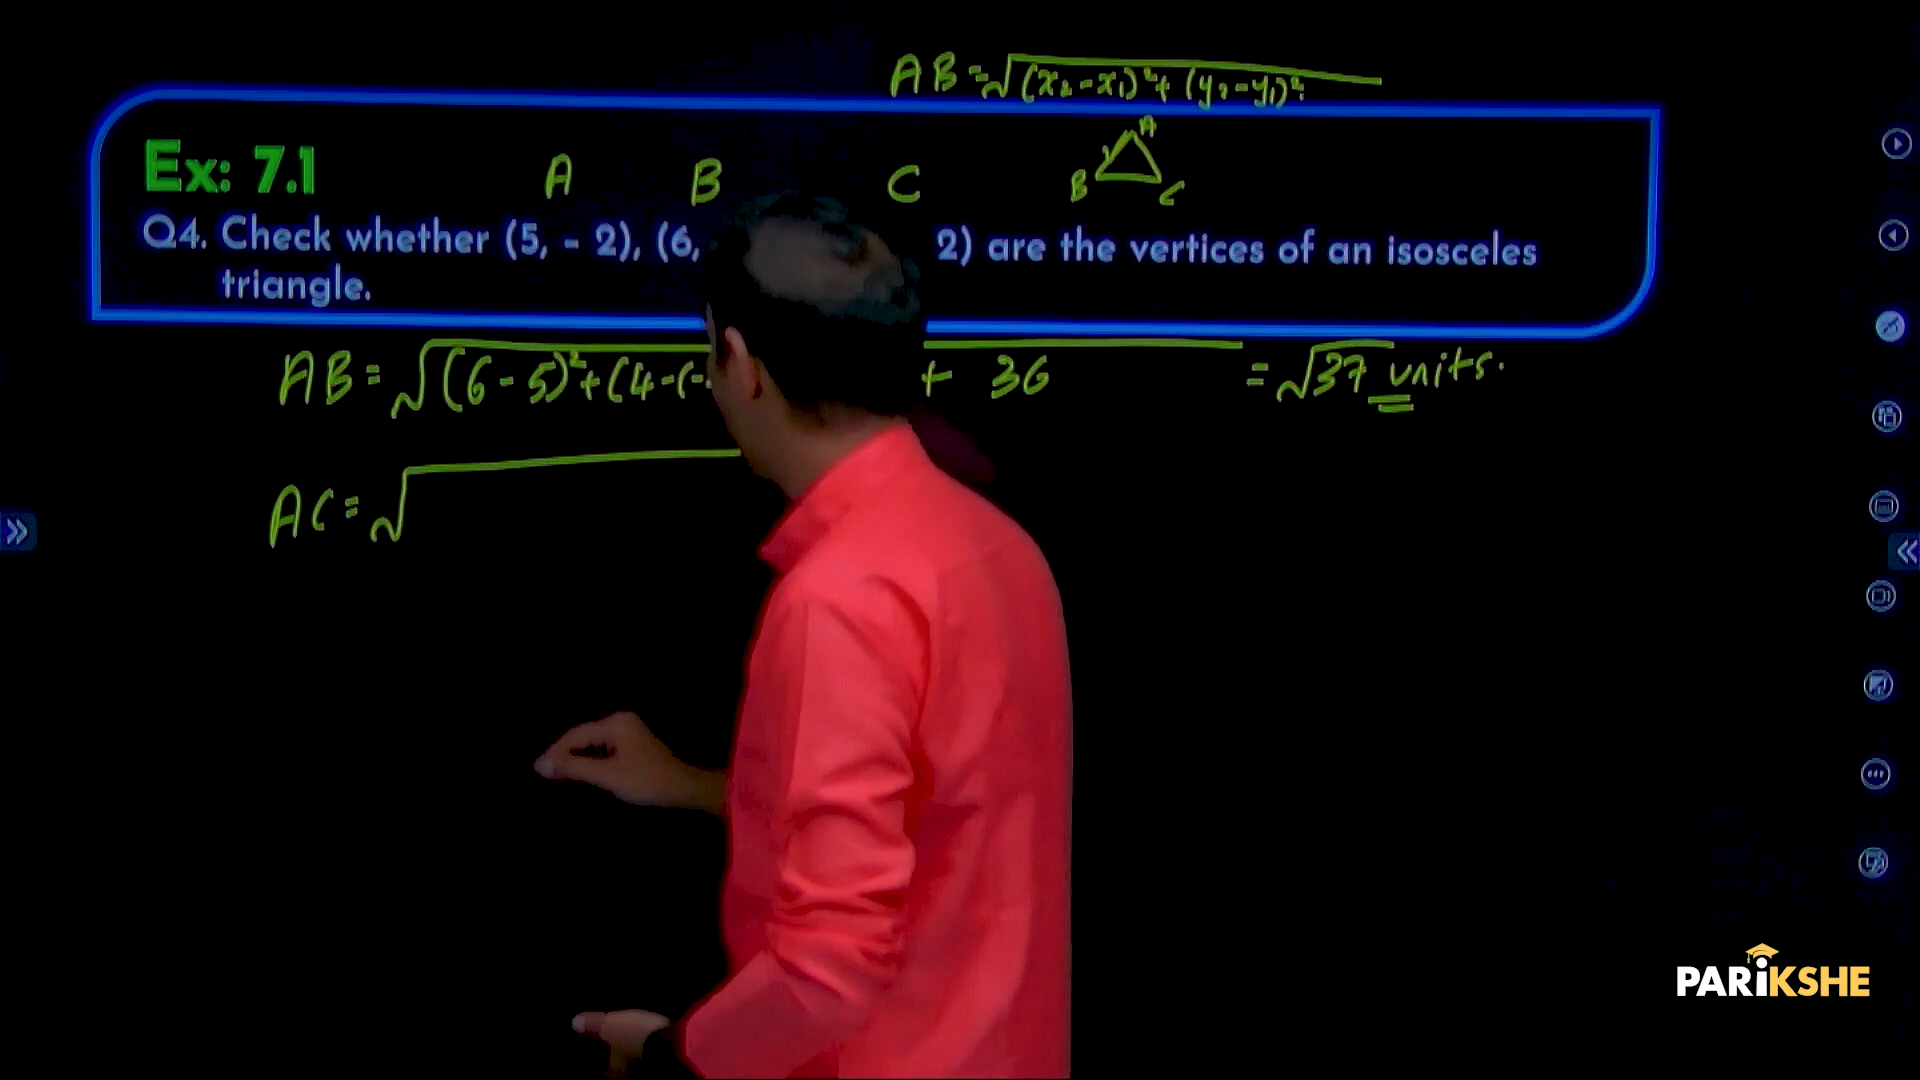 AB = √(x₂-x₁)² + (y₂-y₁)²
Ex: 7.1
A B C
A
B C
Q4. Check whether (5, - 2), (6, 2) are the vertices of an isosceles
triangle.
AB = √(6-5)² + (4-(- + 36 = √37 units.
AC = √
PARiKSHE